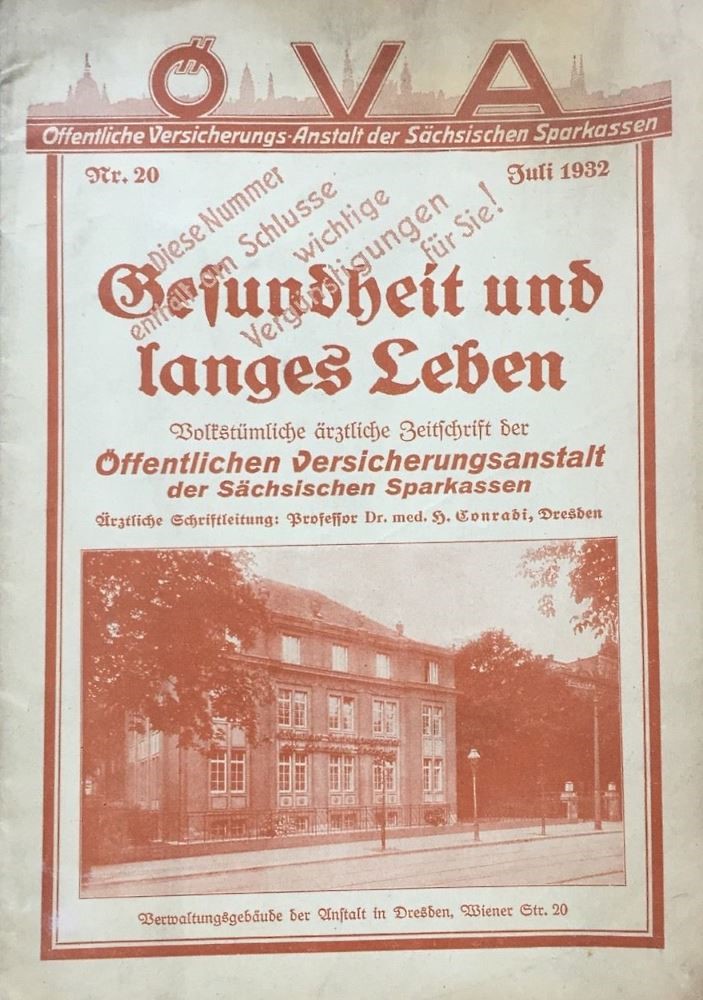 ÖVA
Öffentliche Versicherungs-Anstalt der Sächsischen Sparkassen
Nr. 20
Juli 1932
Diese Nummer
enthält am Schlusse
wichtige
Vergünstigungen
für Sie!
Gesundheit und
langes Leben
Volkstümliche ärztliche Zeitschrift der
Öffentlichen Versicherungsanstalt
der Sächsischen Sparkassen
Ärztliche Schriftleitung: Professor Dr. med. H. Conradi, Dresden
Verwaltungsgebäude der Anstalt in Dresden, Wiener Str. 20